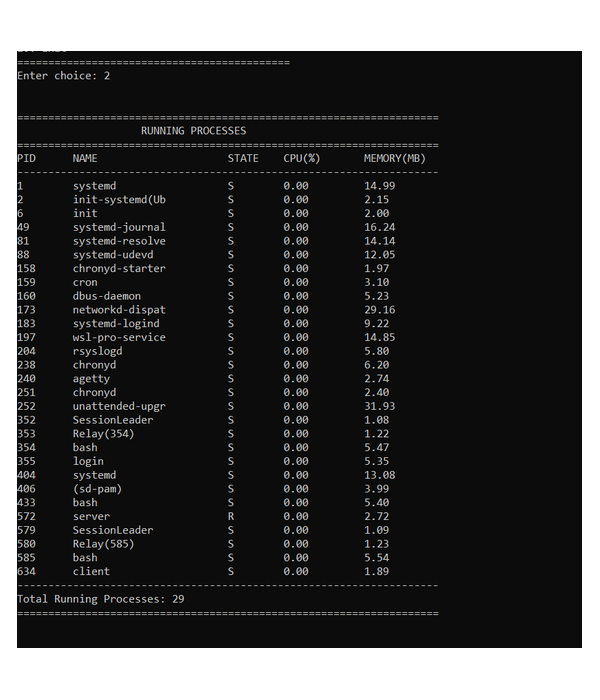 ============================================
Enter choice: 2
====================================================================
RUNNING PROCESSES
====================================================================
PID NAME STATE CPU(%) MEMORY(MB)
--------------------------------------------------------------------
1 systemd S 0.00 14.99
2 init-systemd(Ub S 0.00 2.15
6 init S 0.00 2.00
49 systemd-journal S 0.00 16.24
81 systemd-resolve S 0.00 14.14
88 systemd-udevd S 0.00 12.05
158 chronyd-starter S 0.00 1.97
159 cron S 0.00 3.10
160 dbus-daemon S 0.00 5.23
173 networkd-dispat S 0.00 29.16
183 systemd-logind S 0.00 9.22
197 wsl-pro-service S 0.00 14.85
204 rsyslogd S 0.00 5.80
238 chronyd S 0.00 6.20
240 agetty S 0.00 2.74
251 chronyd S 0.00 2.40
252 unattended-upgr S 0.00 31.93
352 SessionLeader S 0.00 1.08
353 Relay(354) S 0.00 1.22
354 bash S 0.00 5.47
355 login S 0.00 5.35
404 systemd S 0.00 13.08
406 (sd-pam) S 0.00 3.99
433 bash S 0.00 5.40
572 server R 0.00 2.72
579 SessionLeader S 0.00 1.09
580 Relay(585) S 0.00 1.23
585 bash S 0.00 5.54
634 client S 0.00 1.89
--------------------------------------------------------------------
Total Running Processes: 29
====================================================================